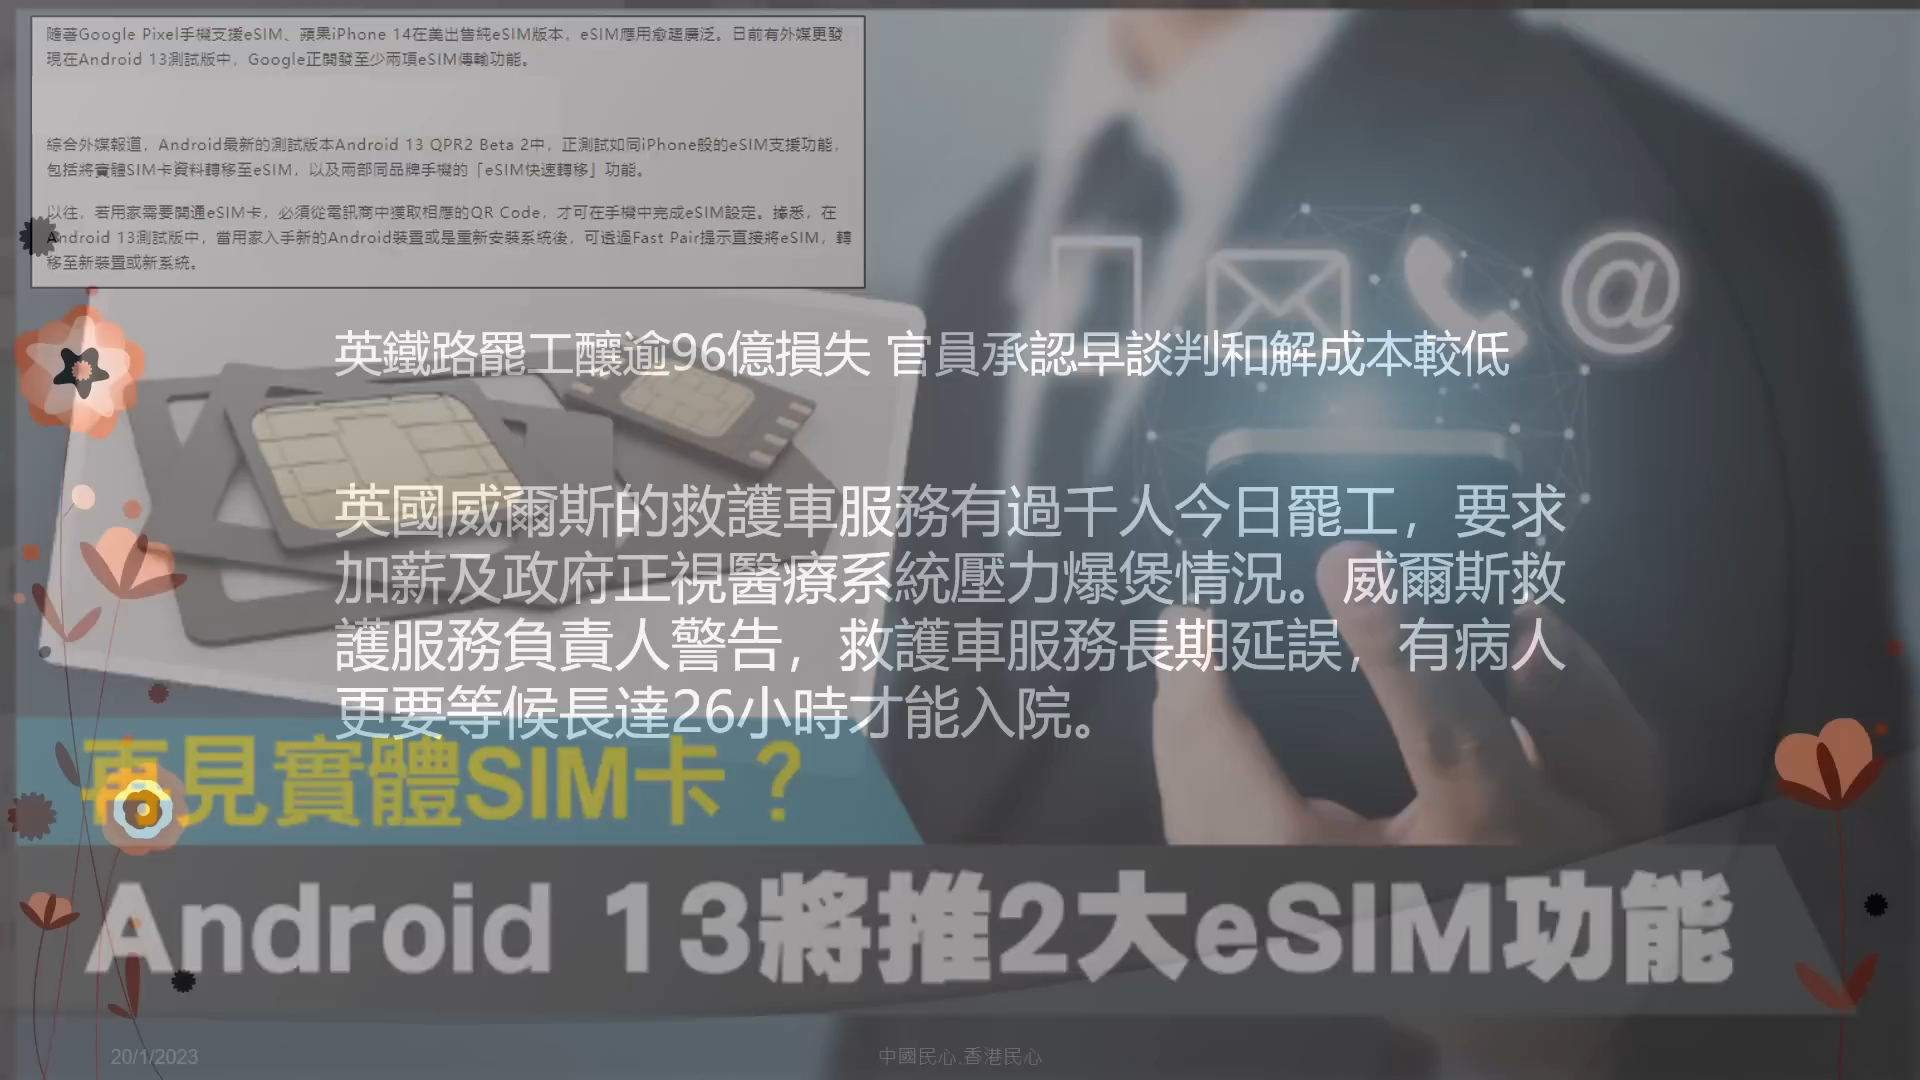 隨著Google Pixel手機支援eSIM、蘋果iPhone 14在美出售純eSIM版本，eSIM應用愈趨廣泛。日前有外媒更發
現在Android 13測試版中，Google正開發至少兩項eSIM傳輸功能。
綜合外媒報道，Android最新的測試版本Android 13 QPR2 Beta 2中，正測試如同iPhone般的eSIM支援功能，
包括將實體SIM卡資料轉移至eSIM，以及兩部同品牌手機的「eSIM快速轉移」功能。
以往，若用家需要開通eSIM卡，必須從電訊商中獲取相應的QR Code，才可在手機中完成eSIM設定。據悉，在
Android 13測試版中，當用家入手新的Android裝置或是重新安裝系統後，可透過Fast Pair提示直接將eSIM，轉
移至新裝置或新系統。
英鐵路罷工釀逾96億損失 官員承認早談判和解成本較低
英國威爾斯的救護車服務有過千人今日罷工，要求
加薪及政府正視醫療系統壓力爆煲情況。威爾斯救
護服務負責人警告，救護車服務長期延誤，有病人
更要等候長達26小時才能入院。
再見實體SIM卡？
Android 13將推2大eSIM功能
20/1/2023
中國民心.香港民心